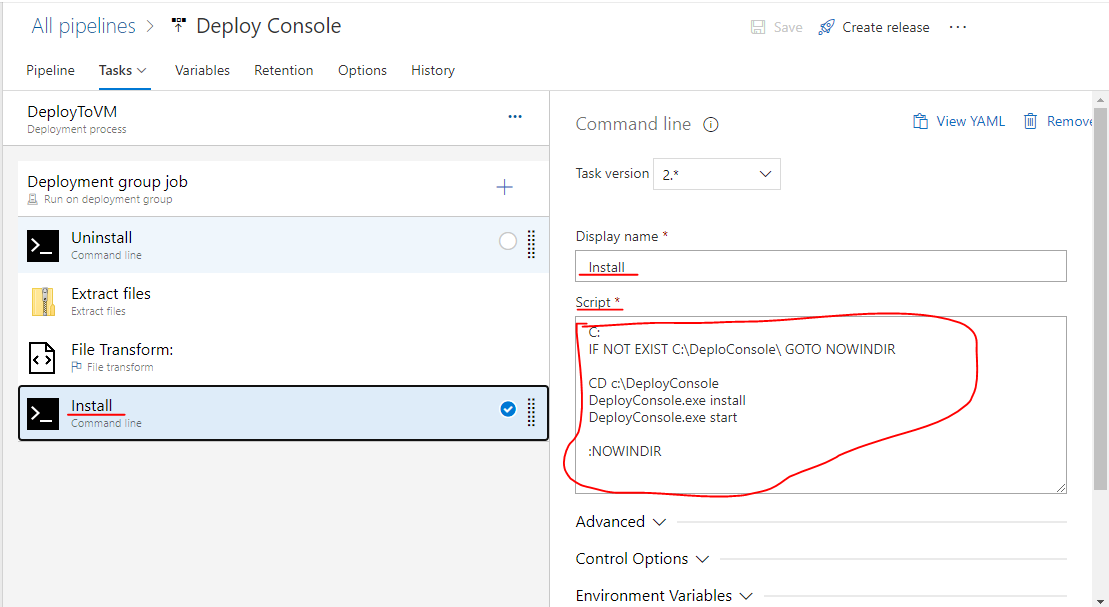 All pipelines > Deploy Console
Save Create release ...
Pipeline Tasks Variables Retention Options History
DeployToVM
Deployment process
...
Deployment group job
Run on deployment group
Uninstall
Command line
Extract files
Extract files
File Transform:
File transform
Install
Command line
Command line
View YAML Remove
Task version 2.*
Display name *
Install
Script *
C:
IF NOT EXIST C:\DeploConsole\ GOTO NOWINDIR
CD c:\DeployConsole
DeployConsole.exe install
DeployConsole.exe start
:NOWINDIR
Advanced
Control Options
Environment Variables